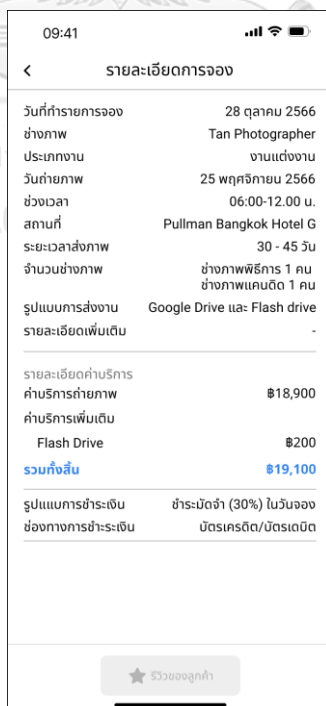 09:41
รายละเอียดการจอง
วันที่ทำรายการจอง 28 ตุลาคม 2566
ช่างภาพ Tan Photographer
ประเภทงาน งานแต่งงาน
วันถ่ายภาพ 25 พฤศจิกายน 2566
ช่วงเวลา 06:00-12.00 น.
สถานที่ Pullman Bangkok Hotel G
ระยะเวลาส่งภาพ 30 - 45 วัน
จำนวนช่างภาพ ช่างภาพพิธีการ 1 คน
ช่างภาพแคนดิด 1 คน
รูปแบบการส่งงาน Google Drive และ Flash drive
รายละเอียดเพิ่มเติม -
รายละเอียดค่าบริการ
ค่าบริการถ่ายภาพ ฿18,900
ค่าบริการเพิ่มเติม
Flash Drive ฿200
รวมทั้งสิ้น ฿19,100
รูปแแบการชำระเงิน ชำระมัดจำ (30%) ในวันจอง
ช่องทางการชำะระเงิน บัตรเครดิต/บัตรเดบิต
รีวิวของลูกค้า